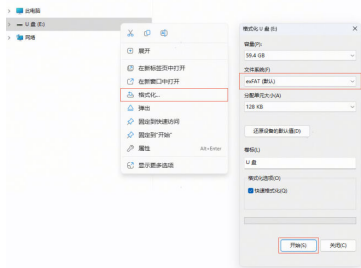 此电脑
U 盘 (E:)
网络
展开
在新标签页中打开
在新窗口中打开
格式化...
弹出
固定到快速访问
固定到"开始"
属性 Alt+Enter
显示更多选项
格式化 U 盘 (E:)
容量(P):
59.4 GB
文件系统(F)
exFAT (默认)
分配单元大小(A)
128 KB
还原设备的默认值(D)
卷标(L)
U 盘
格式化选项(O)
快速格式化(Q)
开始(S)
关闭(C)